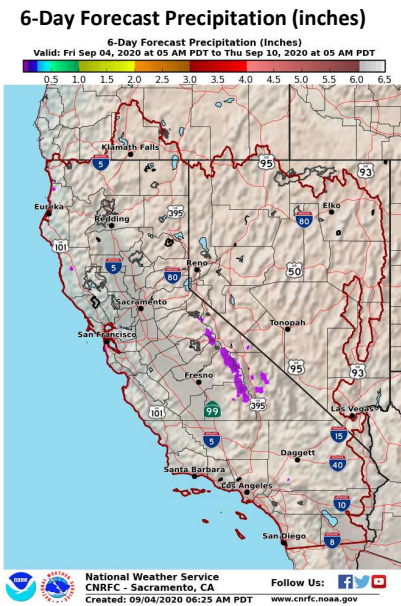 6-Day Forecast Precipitation (inches)
6-Day Forecast Precipitation (Inches)
Valid: Fri Sep 04, 2020 at 05 AM PDT to Thu Sep 10, 2020 at 05 AM PDT
0.5 1.0 1.5 2.0 2.5 3.0 3.5 4.0 4.5 5.0 5.5 6.0 6.5
Klamath Falls
5
95
93
Eureka
Redding
395
Elko
80
101
5
Reno
80
50
Sacramento
San Francisco
Tonopah
Fresno
95
93
99
395
101
Las Vegas
5
15
Daggett
40
Santa Barbara
Los Angeles
10
San Diego
8
NOAA
National Weather Service
CNRFC - Sacramento, CA
Created: 09/04/2020 06:25 AM PDT
Follow Us:
www.cnrfc.noaa.gov